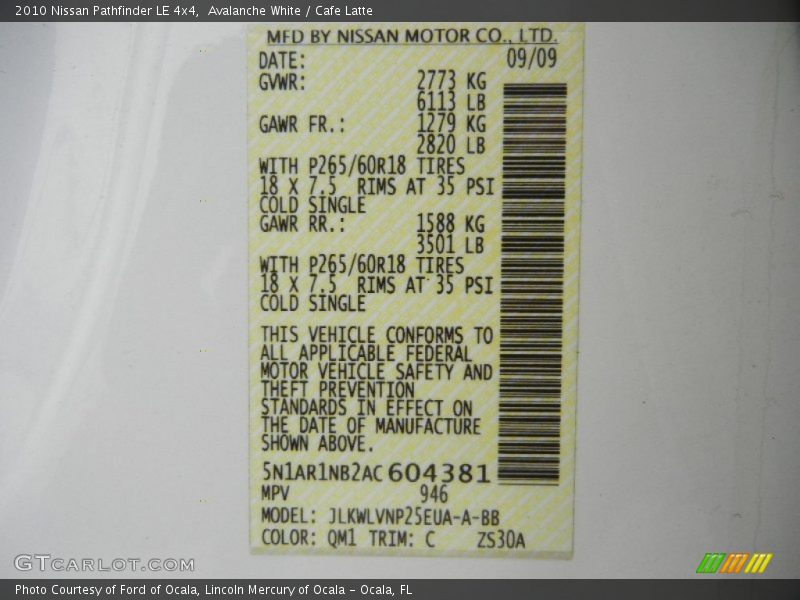 2010 Nissan Pathfinder LE 4x4, Avalanche White / Cafe Latte
MFD BY NISSAN MOTOR CO., LTD.
DATE: 09/09
GVWR: 2773 KG
6113 LB
GAWR FR.: 1279 KG
2820 LB
WITH P265/60R18 TIRES
18 X 7.5 RIMS AT 35 PSI
COLD SINGLE
GAWR RR.: 1588 KG
3501 LB
WITH P265/60R18 TIRES
18 X 7.5 RIMS AT 35 PSI
COLD SINGLE
THIS VEHICLE CONFORMS TO
ALL APPLICABLE FEDERAL
MOTOR VEHICLE SAFETY AND
THEFT PREVENTION
STANDARDS IN EFFECT ON
THE DATE OF MANUFACTURE
SHOWN ABOVE.
5N1AR1NB2AC604381
MPV 946
MODEL: JLKWLVNP25EUA-A-BB
COLOR: QM1 TRIM: C ZS30A
GTCARLOT.COM
Photo Courtesy of Ford of Ocala, Lincoln Mercury of Ocala - Ocala, FL